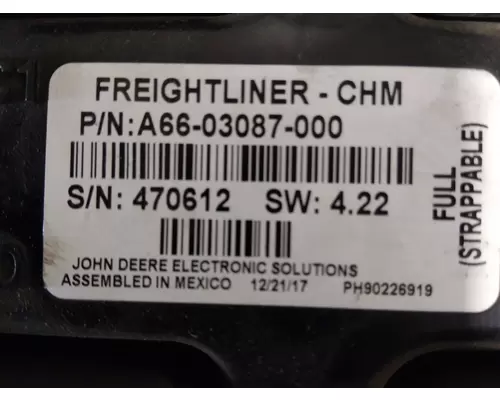 FREIGHTLINER - CHM
P/N:A66-03087-000
S/N: 470612 SW: 4.22
JOHN DEERE ELECTRONIC SOLUTIONS
ASSEMBLED IN MEXICO 12/21/17 PH90226919
FULL
(STRAPPABLE)